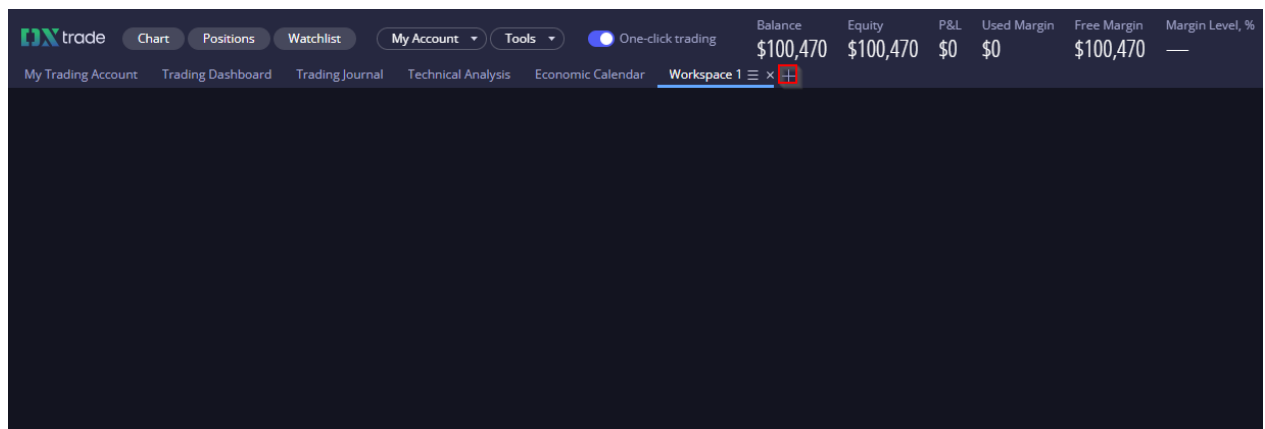 DX trade Chart Positions Watchlist My Account Tools One-click trading
Balance Equity P&L Used Margin Free Margin Margin Level, %
$100,470 $100,470 $0 $0 $100,470 —
My Trading Account Trading Dashboard Trading Journal Technical Analysis Economic Calendar Workspace 1